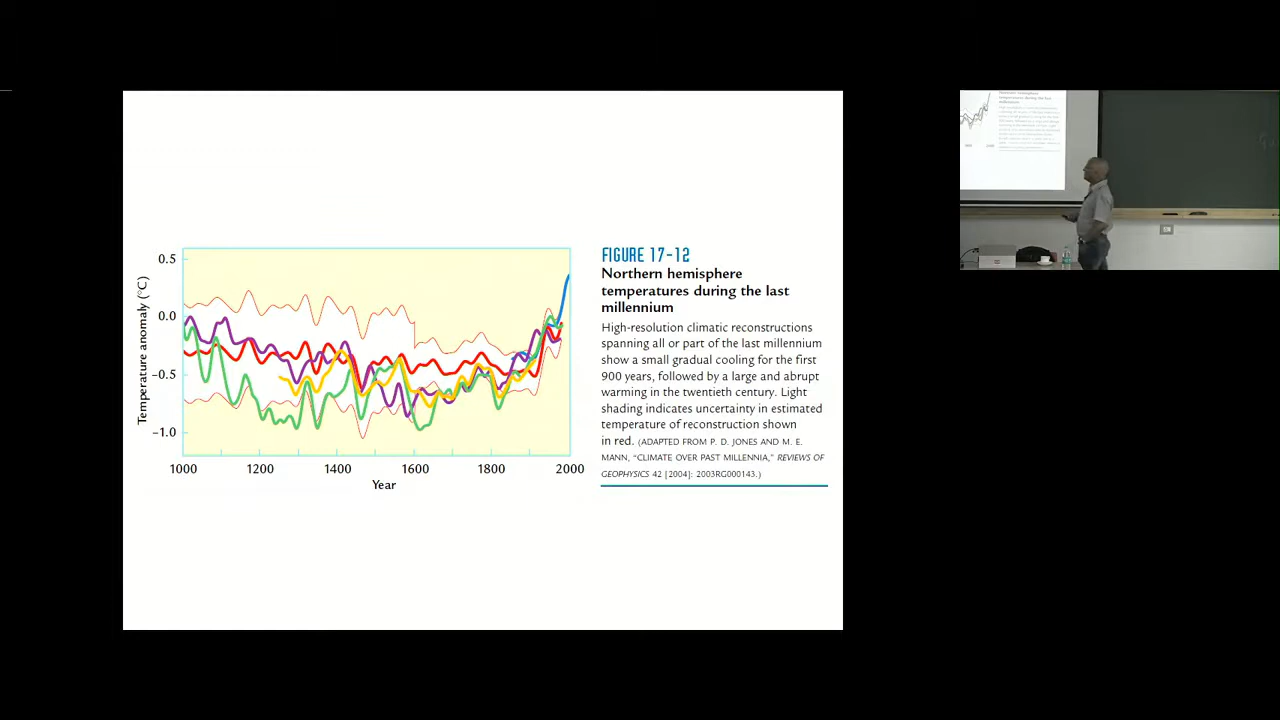 FIGURE 17-12
Northern hemisphere
temperatures during the last
millennium
High-resolution climatic reconstructions
spanning all or part of the last millennium
show a small gradual cooling for the first
900 years, followed by a large and abrupt
warming in the twentieth century. Light
shading indicates uncertainty in estimated
temperature of reconstruction shown
in red. (ADAPTED FROM P. D. JONES AND M. E.
MANN, "CLIMATE OVER PAST MILLENNIA," REVIEWS OF
GEOPHYSICS 42 [2004]: 2003RG000143.)
Temperature anomaly (°C)
0.5
0.0
−0.5
−1.0
1000 1200 1400 1600 1800 2000
Year